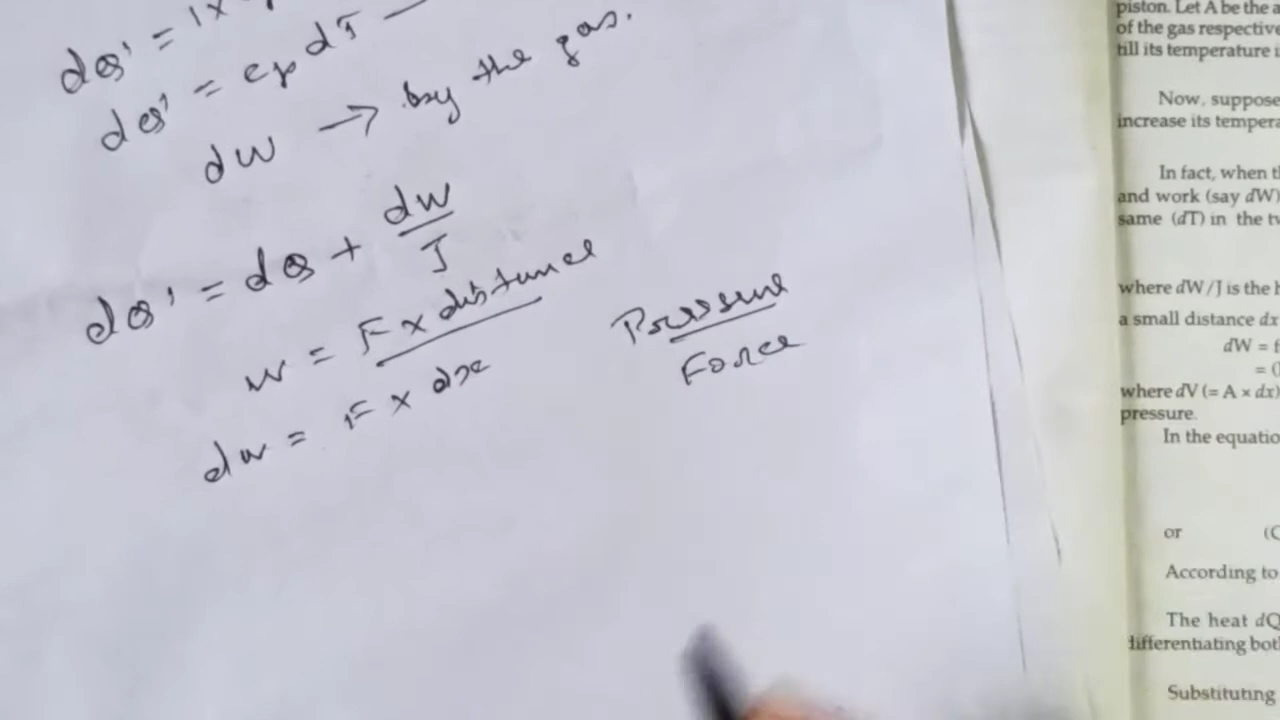 dQ' = 1 ×
dQ' = cp dT —
dW → by the gas.
dQ' = dQ + dW/J
W = F × distance
dw = F × dx
Pressure
Force
piston. Let A be the a
of the gas respective
till its temperature i
Now, suppose
increase its tempera
In fact, when t
and work (say dW)
same (dT) in the tw
where dW/J is the h
a small distance dx
dW = f
= (
where dV (= A × dx)
pressure.
In the equatio
or (C
According to
The heat dQ
differentiating bot
Substituting